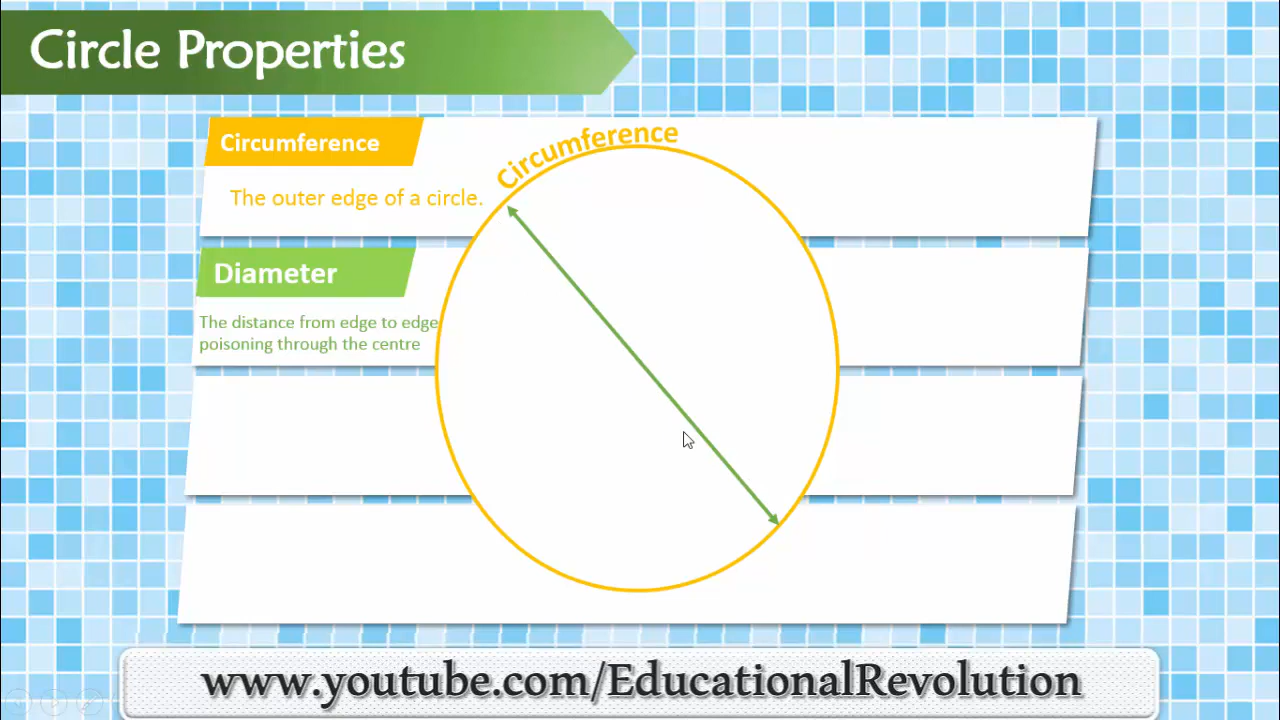 Circle Properties
Circumference
Circumference
The outer edge of a circle.
Diameter
The distance from edge to edge
poisoning through the centre
www.youtube.com/EducationalRevolution